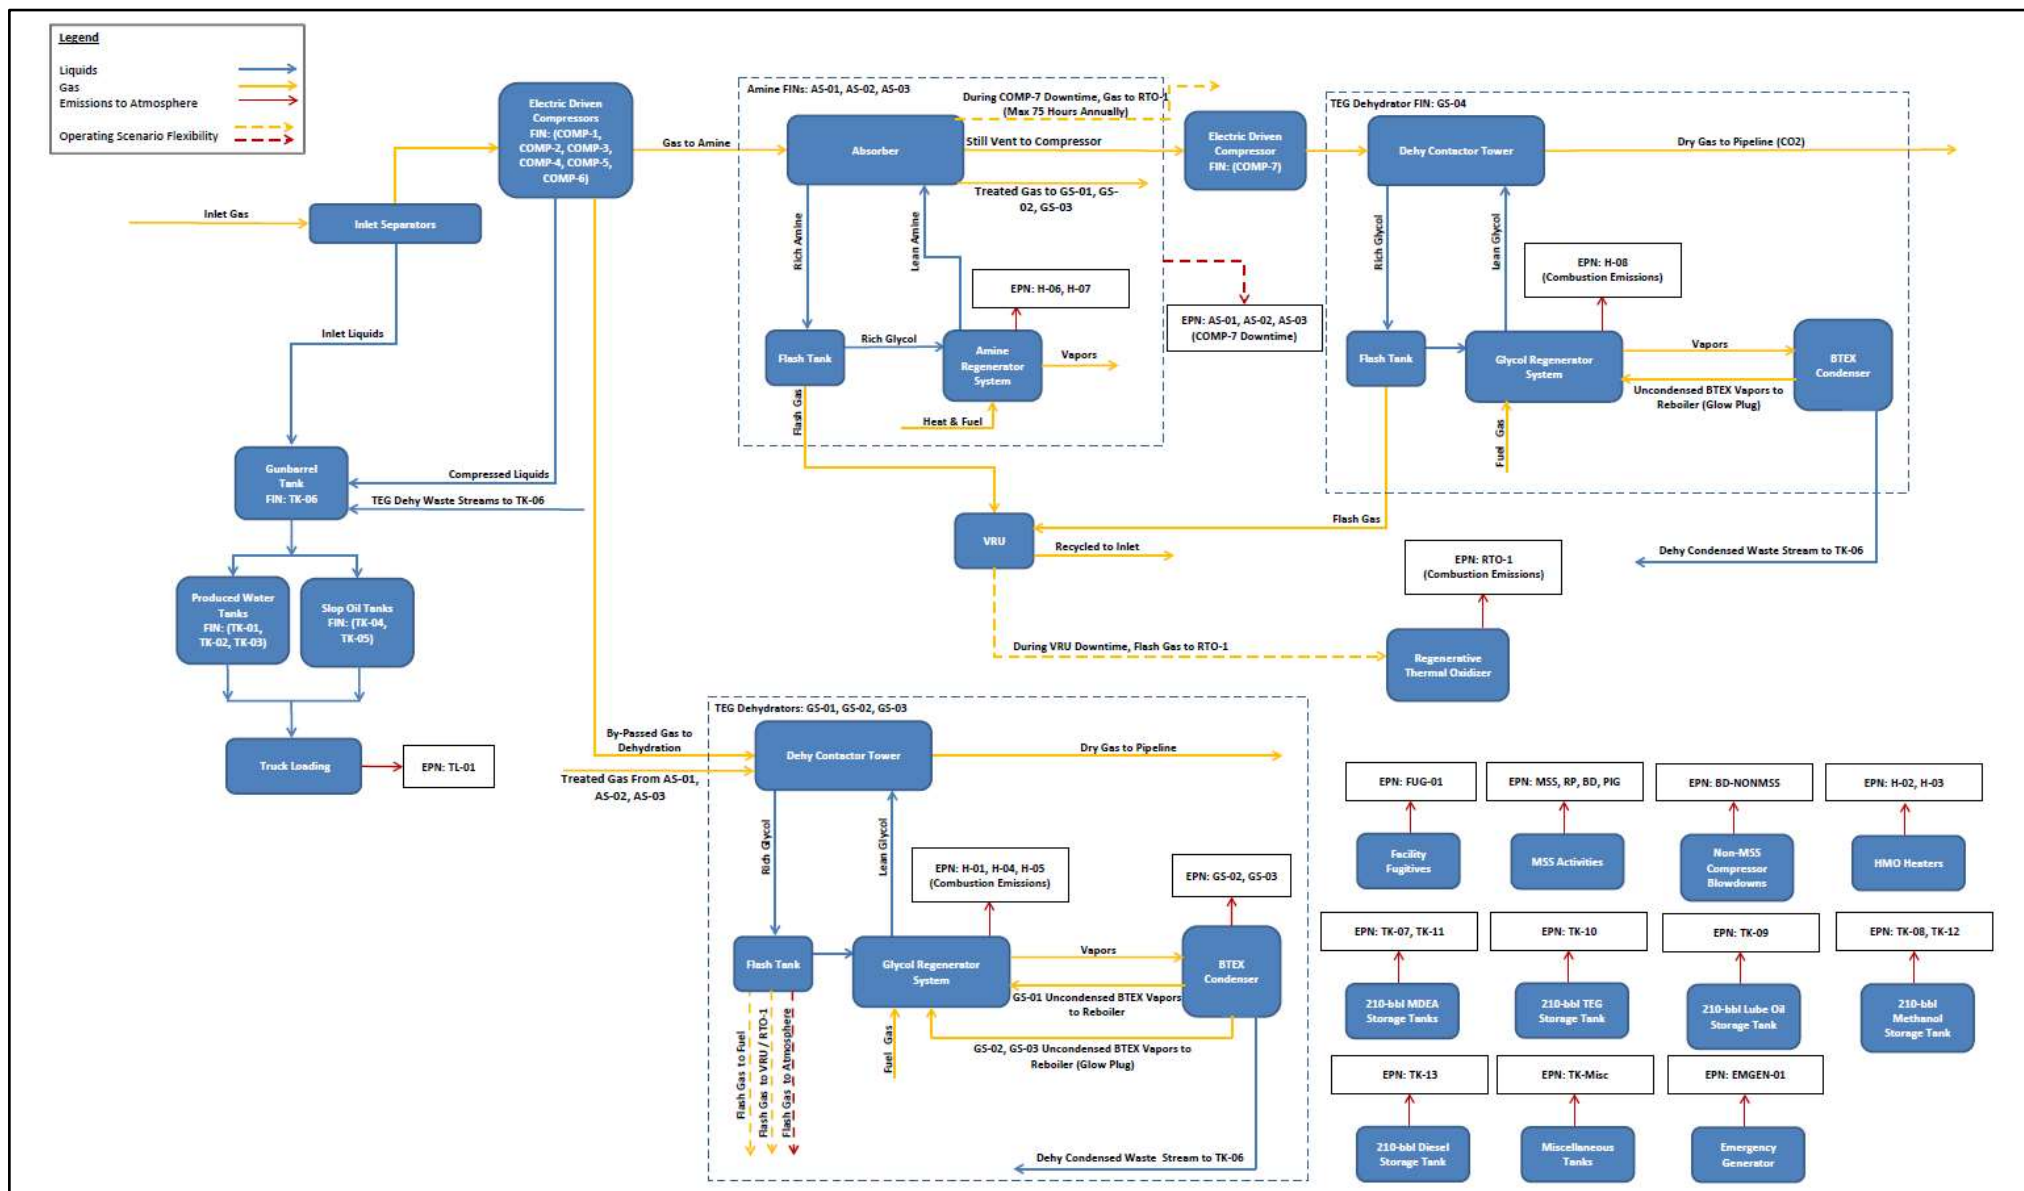 Legend
Liquids
Gas
Emissions to Atmosphere
Operating Scenario Flexibility
Inlet Gas
Inlet Separators
Electric Driven
Compressors
FIN: (COMP-1,
COMP-2, COMP-3,
COMP-4, COMP-5,
COMP-6)
Gas to Amine
Inlet Liquids
Gunbarrel
Tank
FIN: TK-06
Compressed Liquids
TEG Dehy Waste Streams to TK-06
Produced Water
Tanks
FIN: (TK-01,
TK-02, TK-03)
Slop Oil Tanks
FIN: (TK-04,
TK-05)
Truck Loading
EPN: TL-01
Amine FINs: AS-01, AS-02, AS-03
During COMP-7 Downtime, Gas to RTO-1
(Max 75 Hours Annually)
Absorber
Still Vent to Compressor
Treated Gas to GS-01, GS-
02, GS-03
Rich Amine
Lean Amine
EPN: H-06, H-07
Flash Tank
Rich Glycol
Amine
Regenerator
System
Vapors
Flash Gas
Heat & Fuel
Electric Driven
Compressor
FIN: (COMP-7)
EPN: AS-01, AS-02, AS-03
(COMP-7 Downtime)
TEG Dehydrator FIN: GS-04
Dehy Contactor Tower
Dry Gas to Pipeline (CO2)
Rich Glycol
Lean Glycol
EPN: H-08
(Combustion Emissions)
Flash Tank
Glycol Regenerator
System
Vapors
BTEX
Condenser
Uncondensed BTEX Vapors to
Reboiler (Glow Plug)
Fuel Gas
Flash Gas
VRU
Recycled to Inlet
Dehy Condensed Waste Stream to TK-06
EPN: RTO-1
(Combustion Emissions)
During VRU Downtime, Flash Gas to RTO-1
Regenerative
Thermal Oxidizer
TEG Dehydrators: GS-01, GS-02, GS-03
By-Passed Gas to
Dehydration
Treated Gas From AS-01,
AS-02, AS-03
Dehy Contactor Tower
Dry Gas to Pipeline
Rich Glycol
Lean Glycol
EPN: H-01, H-04, H-05
(Combustion Emissions)
EPN: GS-02, GS-03
Flash Tank
Glycol Regenerator
System
Vapors
BTEX
Condenser
GS-01 Uncondensed BTEX Vapors
to Reboiler
GS-02, GS-03 Uncondensed BTEX Vapors to
Reboiler (Glow Plug)
Fuel Gas
Flash Gas to Fuel
Flash Gas to VRU / RTO-1
Flash Gas to Atmosphere
Dehy Condensed Waste Stream to TK-06
EPN: FUG-01
EPN: MSS, RP, BD, PIG
EPN: BD-NONMSS
EPN: H-02, H-03
Facility
Fugitives
MSS Activities
Non-MSS
Compressor
Blowdowns
HMO Heaters
EPN: TK-07, TK-11
EPN: TK-10
EPN: TK-09
EPN: TK-08, TK-12
210-bbl MDEA
Storage Tanks
210-bbl TEG
Storage Tank
210-bbl Lube Oil
Storage Tank
210-bbl
Methanol
Storage Tank
EPN: TK-13
EPN: TK-Misc
EPN: EMGEN-01
210-bbl Diesel
Storage Tank
Miscellaneous
Tanks
Emergency
Generator